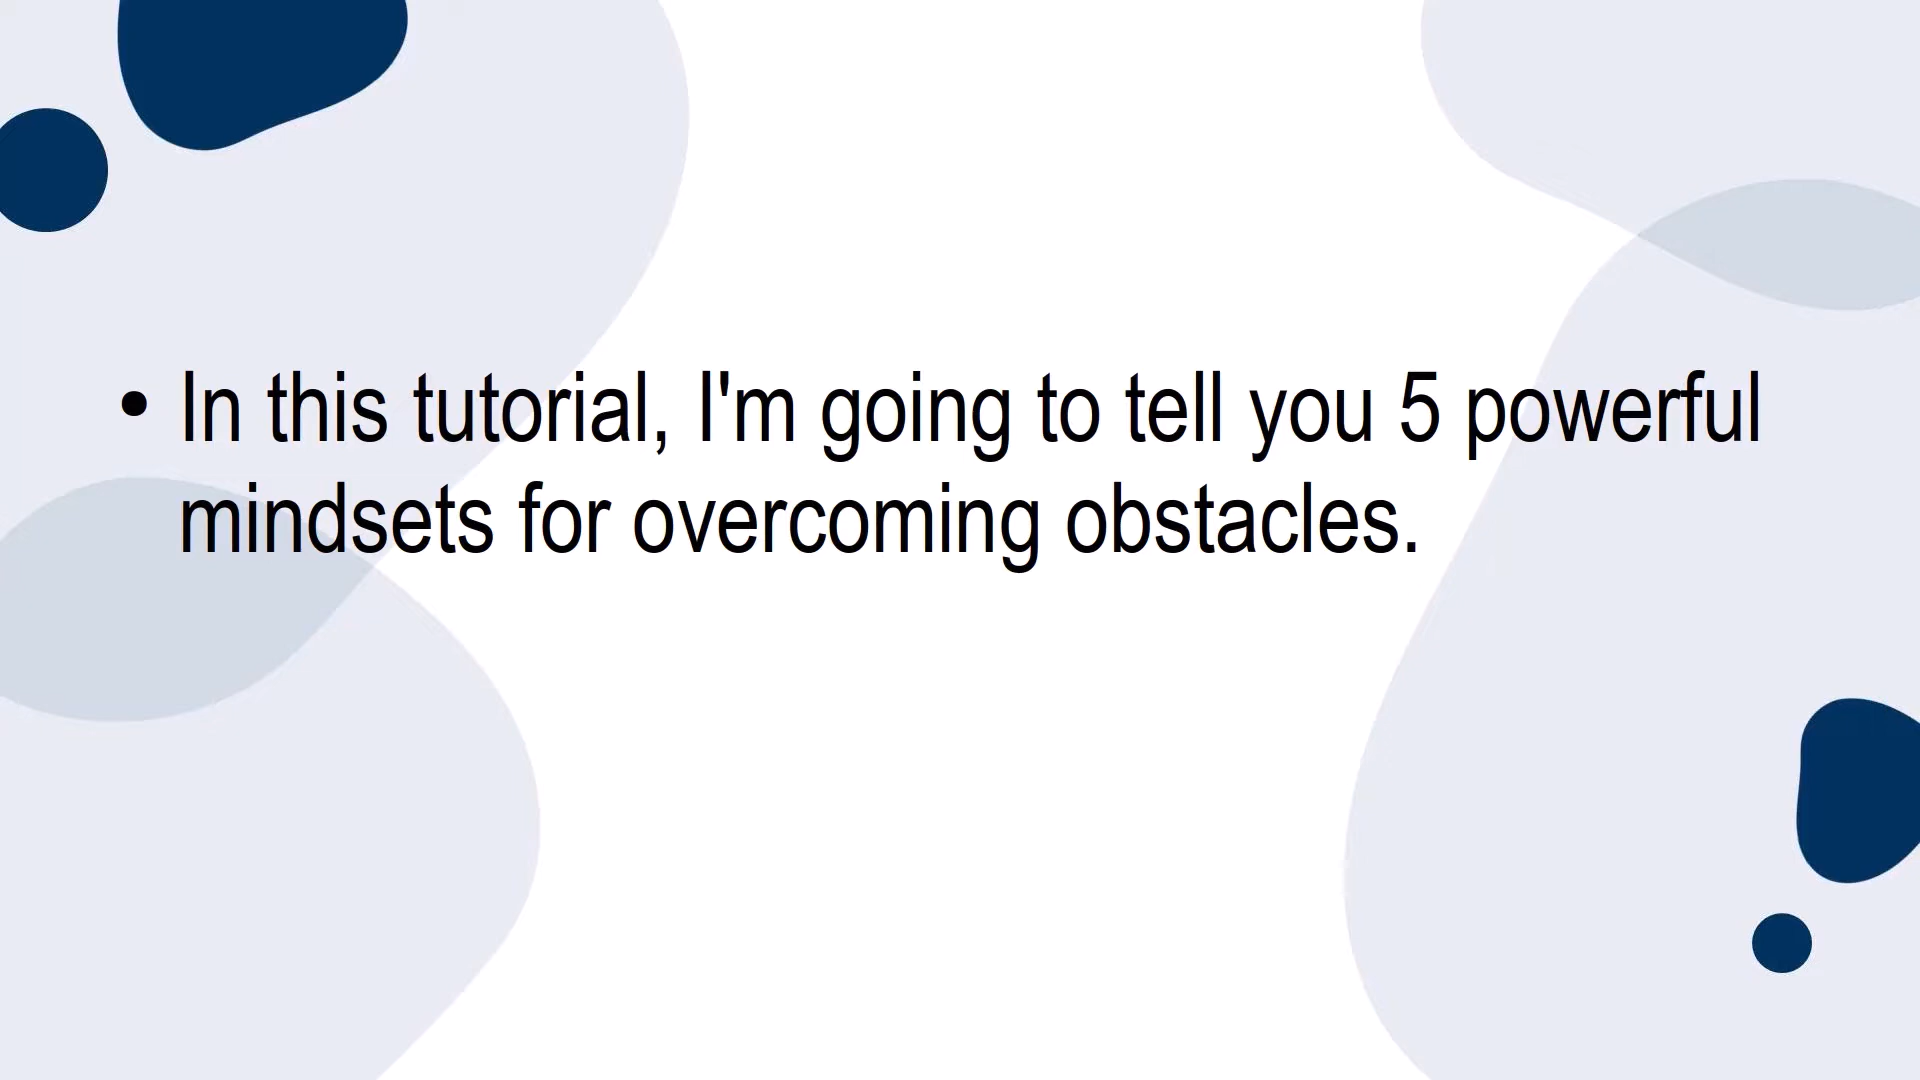 • In this tutorial, I'm going to tell you 5 powerful
mindsets for overcoming obstacles.